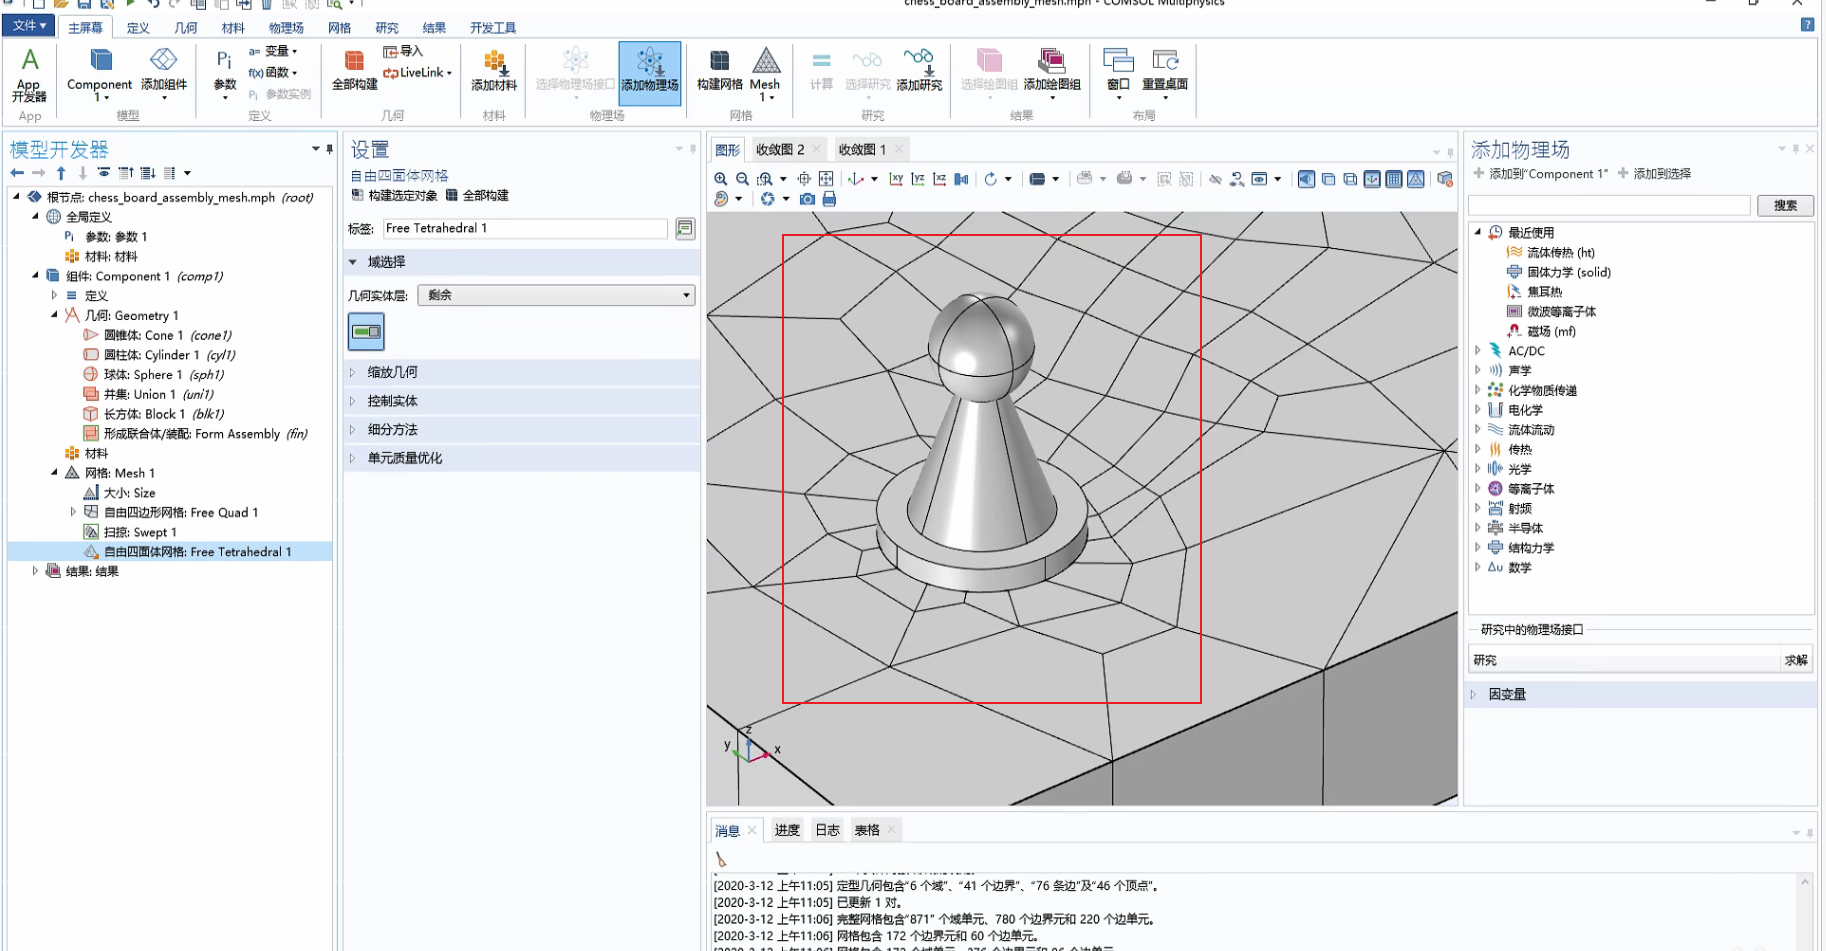 chess_board_assembly_mesh.mph - COMSOL Multiphysics
文件 主屏幕 定义 几何 材料 物理场 网格 研究 结果 开发工具
App 开发器
Component 1
添加组件
Pi 参数
a= 变量
f(x) 函数
Pi 参数实例
全部构建
导入
LiveLink
添加材料
选择物理场接口
添加物理场
构建网格
Mesh 1
计算
选择研究
添加研究
选择绘图组
添加绘图组
窗口
重置桌面
App 模型 定义 几何 材料 物理场 网格 研究 结果 布局
模型开发器
根节点: chess_board_assembly_mesh.mph (root)
全局定义
Pi 参数: 参数 1
材料: 材料
组件: Component 1 (comp1)
定义
几何: Geometry 1
圆锥体: Cone 1 (cone1)
圆柱体: Cylinder 1 (cyl1)
球体: Sphere 1 (sph1)
并集: Union 1 (uni1)
长方体: Block 1 (blk1)
形成联合体/装配: Form Assembly (fin)
材料
网格: Mesh 1
大小: Size
自由四边形网格: Free Quad 1
扫掠: Swept 1
自由四面体网格: Free Tetrahedral 1
结果: 结果
设置
自由四面体网格
构建选定对象 全部构建
标签: Free Tetrahedral 1
域选择
几何实体层: 剩余
缩放几何
控制实体
细分方法
单元质量优化
图形 收敛图 2 收敛图 1
xy yz xz
z
y
x
消息 进度 日志 表格
[2020-3-12 上午11:05] 定型几何包含“6 个域”、“41 个边界”、“76 条边”及“46 个顶点”。
[2020-3-12 上午11:05] 已更新 1 对。
[2020-3-12 上午11:06] 完整网格包含“871” 个域单元、780 个边界元和 220 个边单元。
[2020-3-12 上午11:06] 网格包含 172 个边界元和 60 个边单元。
添加物理场
添加到“Component 1” 添加到选择
搜索
最近使用
流体传热 (ht)
固体力学 (solid)
焦耳热
微波等离子体
磁场 (mf)
AC/DC
声学
化学物质传递
电化学
流体流动
传热
光学
等离子体
射频
半导体
结构力学
Δu 数学
研究中的物理场接口
研究 求解
因变量